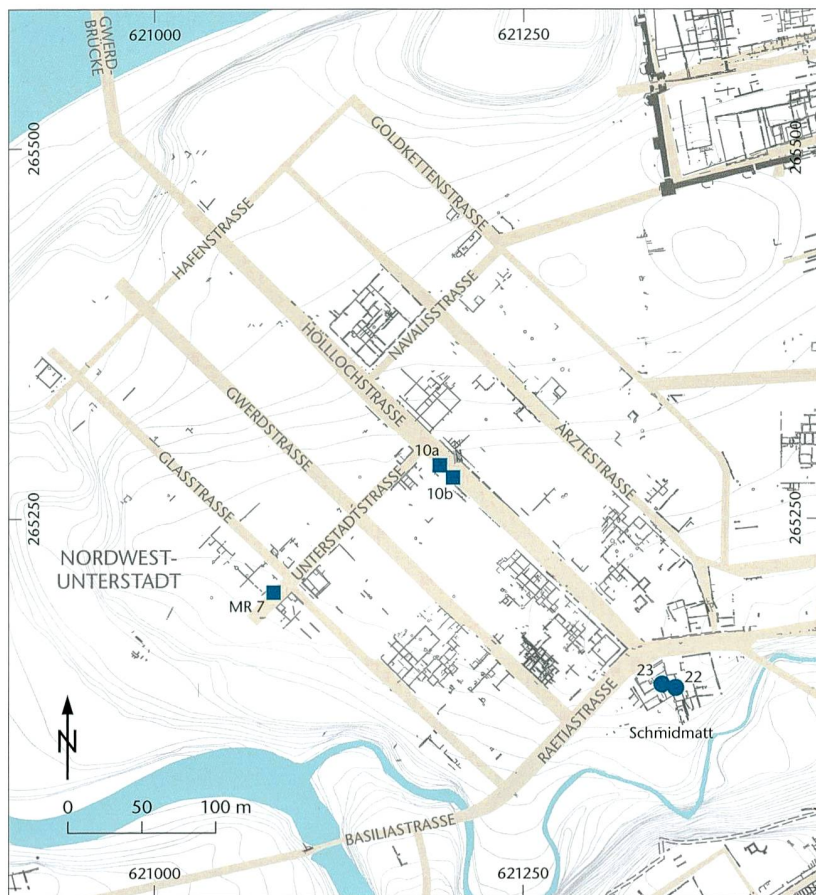 621000
621250
GWERD-
BRÜCKE
265500
265500
GOLDKETTENSTRASSE
HAFENSTRASSE
NAVALISSTRASSE
HÖLLLOCHSTRASSE
GWERDSTRASSE
ÄRZTESTRASSE
GLASSTRASSE
10a
10b
UNTERSTADTSTRASSE
265250
265250
NORDWEST-
UNTERSTADT
MR 7
23
22
RAETIASTRASSE
Schmidmatt
N
0 50 100 m
BASILIASTRASSE
621000
621250